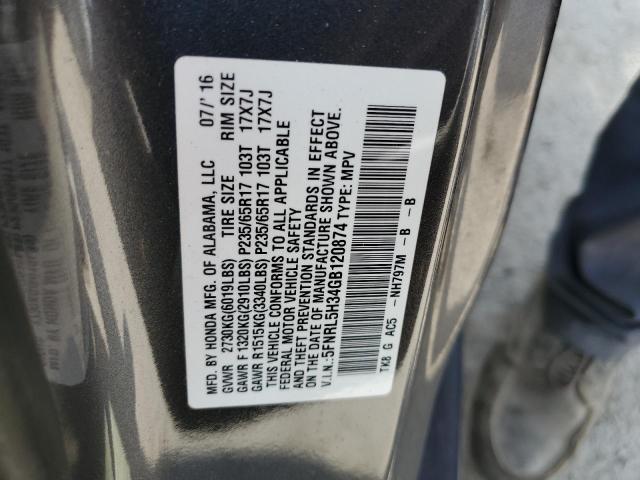 MFD. BY HONDA MFG. OF ALABAMA, LLC 07/' 16
GVWR 2730KG(6019LBS) TIRE SIZE RIM SIZE
GAWR F 1320KG(2910LBS) P235/65R17 103T 17X7J
GAWR R1515KG(3340LBS) P235/65R17 103T 17X7J
THIS VEHICLE CONFORMS TO ALL APPLICABLE
FEDERAL MOTOR VEHICLE SAFETY
AND THEFT PREVENTION STANDARDS IN EFFECT
ON THE DATE OF MANUFACTURE SHOWN ABOVE.
V.I.N.:5FNRL5H34GB120874 TYPE: MPV
TK8 G AC5 -NH797M -B -B